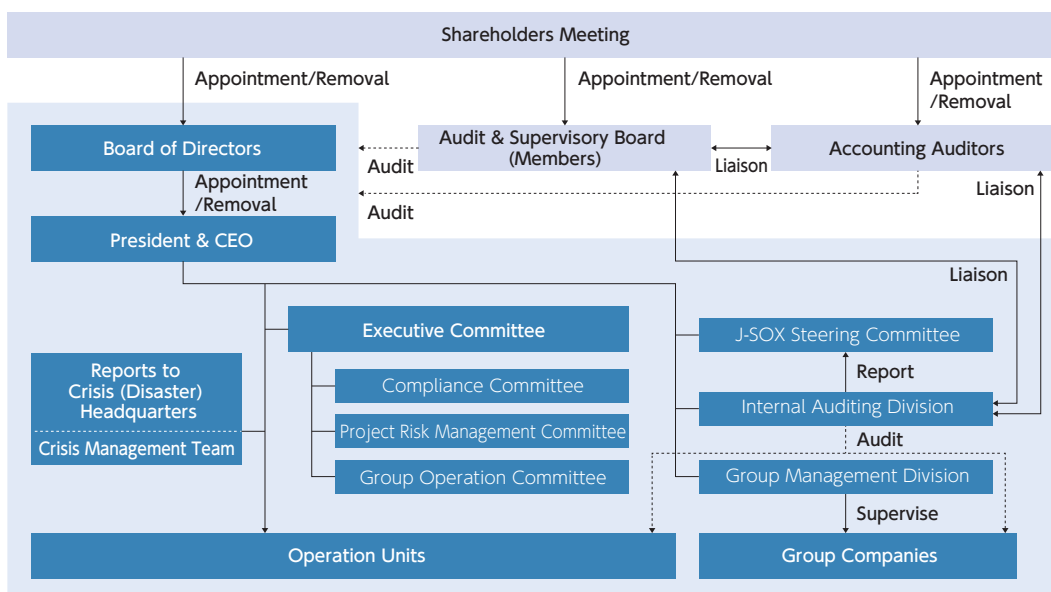 Shareholders Meeting
Appointment/Removal
Appointment/Removal
Appointment
/Removal
Board of Directors
Audit
Audit & Supervisory Board
(Members)
Liaison
Accounting Auditors
Appointment
/Removal
Audit
Liaison
President & CEO
Liaison
Executive Committee
J-SOX Steering Committee
Reports to
Crisis (Disaster)
Headquarters
Crisis Management Team
Compliance Committee
Report
Project Risk Management Committee
Internal Auditing Division
Audit
Group Operation Committee
Group Management Division
Supervise
Operation Units
Group Companies